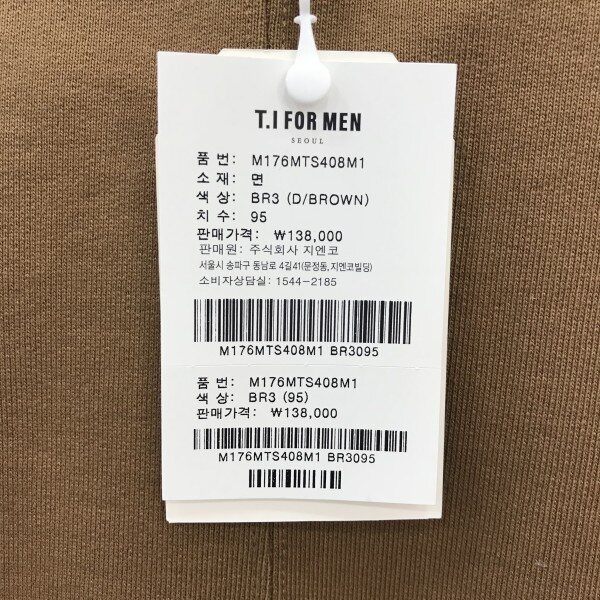 T.I FOR MEN
SEOUL
품 번: M176MTS408M1
소 재: 면
색 상: BR3 (D/BROWN)
치 수: 95
판매가격: ₩138,000
판매원: 주식회사 지엔코
서울시 송파구 동남로 4길41(문정동,지엔코빌딩)
소비자상담실: 1544-2185
M176MTS408M1 BR3095
품 번: M176MTS408M1
색 상: BR3 (95)
판매가격: ₩138,000
M176MTS408M1 BR3095